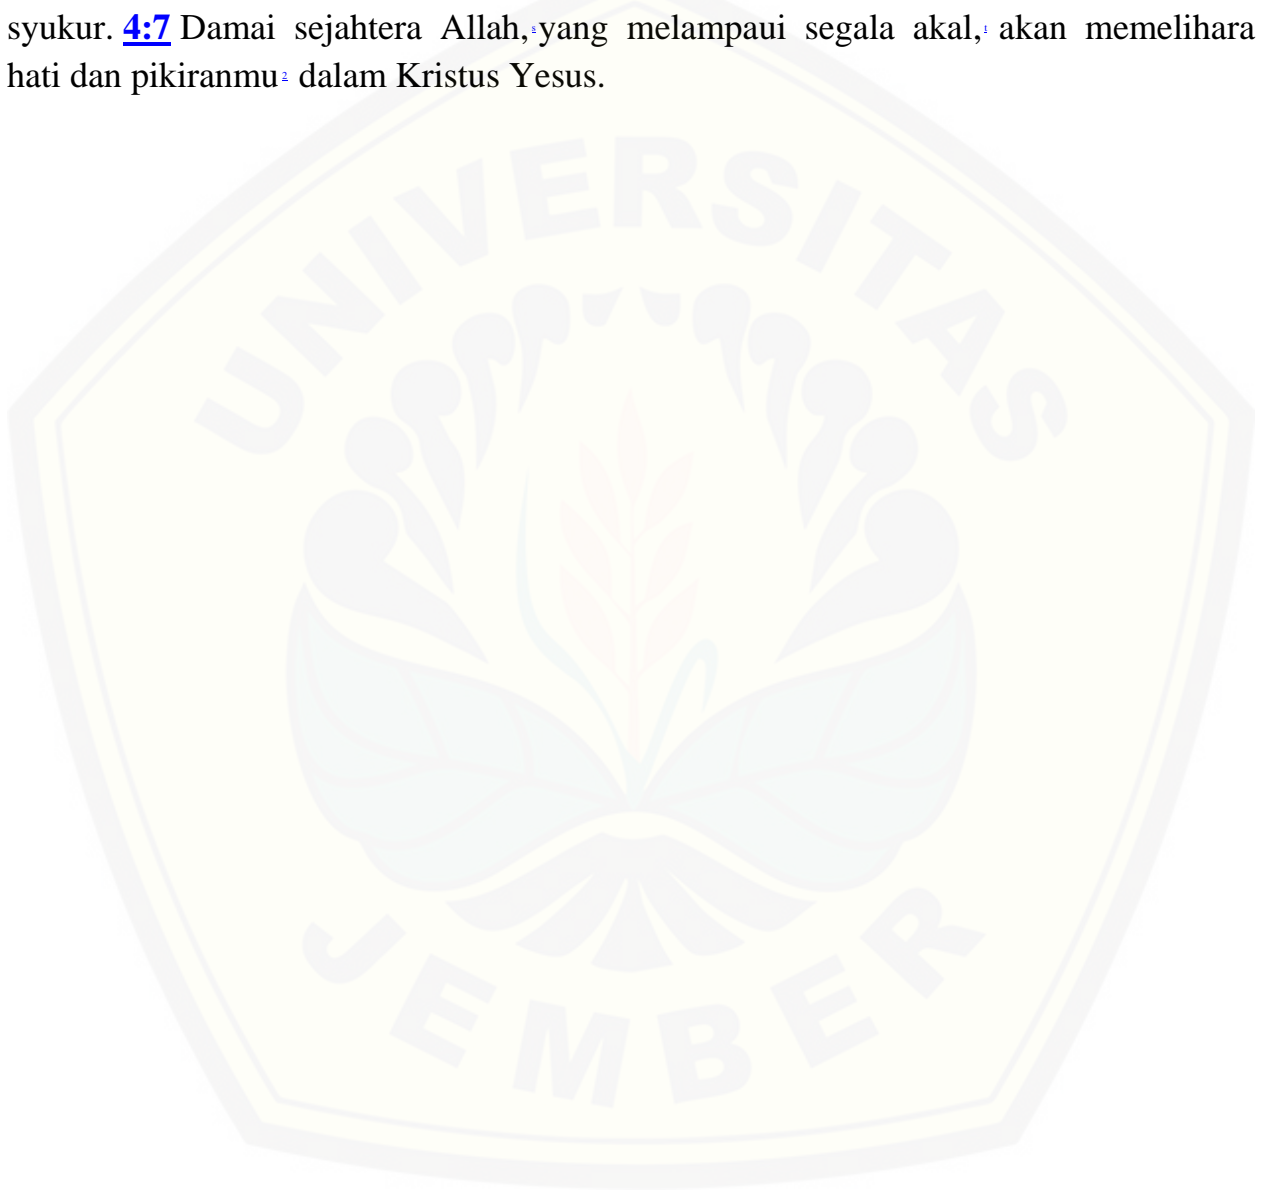 syukur. 4:7 Damai sejahtera Allah, s yang melampaui segala akal, t akan memelihara
hati dan pikiranmu 2 dalam Kristus Yesus.
UNIVERSITAS
JEMBER